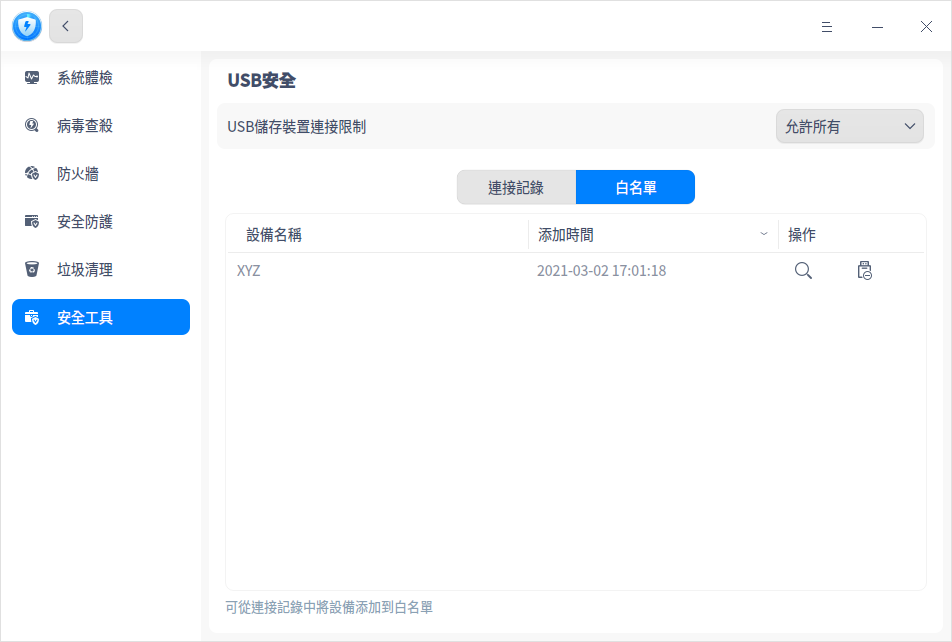 系統體檢
病毒查殺
防火牆
安全防護
垃圾清理
安全工具
USB安全
USB儲存裝置連接限制
允許所有
連接記錄
白名單
設備名稱
添加時間
操作
XYZ
2021-03-02 17:01:18
可從連接記錄中將設備添加到白名單